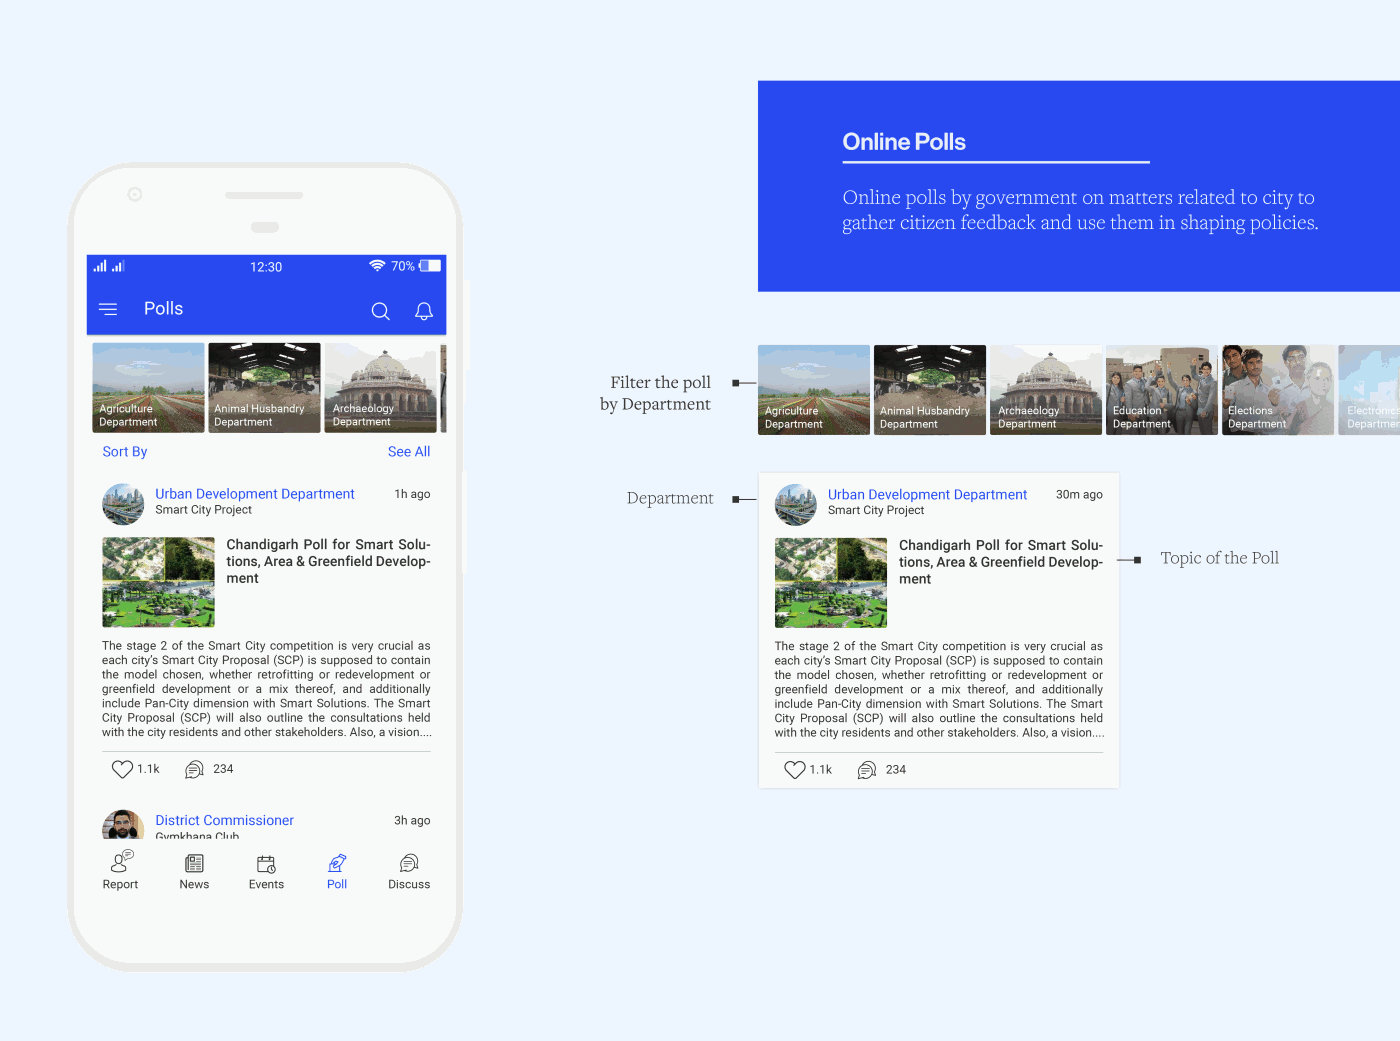 12:30
70%
Polls
Agriculture
Department
Animal Husbandry
Department
Archaeology
Department
Sort By
See All
Urban Development Department
1h ago
Smart City Project
Chandigarh Poll for Smart Solu-
tions, Area & Greenfield Develop-
ment
The stage 2 of the Smart City competition is very crucial as
each city's Smart City Proposal (SCP) is supposed to contain
the model chosen, whether retrofitting or redevelopment or
greenfield development or a mix thereof, and additionally
include Pan-City dimension with Smart Solutions. The Smart
City Proposal (SCP) will also outline the consultations held
with the city residents and other stakeholders. Also, a vision....
1.1k
234
District Commissioner
3h ago
Gymkhana Club
Report
News
Events
Poll
Discuss
Online Polls
Online polls by government on matters related to city to
gather citizen feedback and use them in shaping policies.
Filter the poll
by Department
Agriculture
Department
Animal Husbandry
Department
Archaeology
Department
Education
Department
Elections
Department
Electronics
Departmen
Department
Urban Development Department
30m ago
Smart City Project
Chandigarh Poll for Smart Solu-
tions, Area & Greenfield Develop-
ment
Topic of the Poll
The stage 2 of the Smart City competition is very crucial as
each city's Smart City Proposal (SCP) is supposed to contain
the model chosen, whether retrofitting or redevelopment or
greenfield development or a mix thereof, and additionally
include Pan-City dimension with Smart Solutions. The Smart
City Proposal (SCP) will also outline the consultations held
with the city residents and other stakeholders. Also, a vision....
1.1k
234